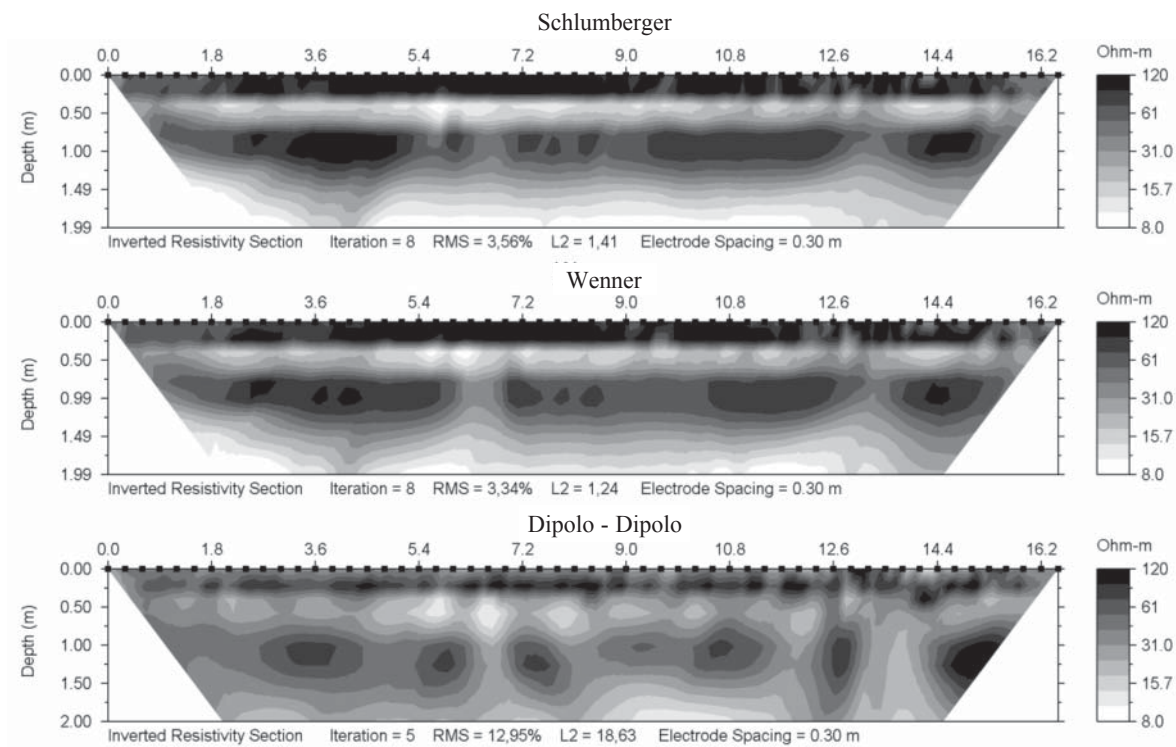 Schlumberger
0.0 1.8 3.6 5.4 7.2 9.0 10.8 12.6 14.4 16.2
Ohm-m
Depth (m)
0.00
0.50
1.00
1.49
1.99
120
61
31.0
15.7
8.0
Inverted Resistivity Section Iteration = 8 RMS = 3,56% L2 = 1,41 Electrode Spacing = 0.30 m
Wenner
0.0 1.8 3.6 5.4 7.2 9.0 10.8 12.6 14.4 16.2
Ohm-m
Depth (m)
0.00
0.50
0.99
1.49
1.99
120
61
31.0
15.7
8.0
Inverted Resistivity Section Iteration = 8 RMS = 3,34% L2 = 1,24 Electrode Spacing = 0.30 m
Dipolo - Dipolo
0.0 1.8 3.6 5.4 7.2 9.0 10.8 12.6 14.4 16.2
Ohm-m
Depth (m)
0.00
0.50
1.00
1.50
2.00
120
61
31.0
15.7
8.0
Inverted Resistivity Section Iteration = 5 RMS = 12,95% L2 = 18,63 Electrode Spacing = 0.30 m